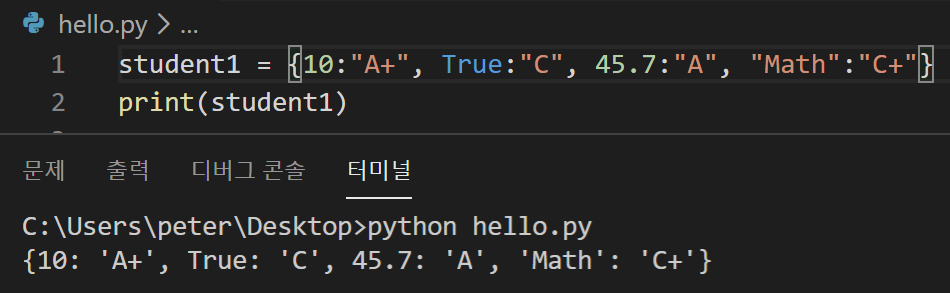 hello.py > ...
1 student1 = {10:"A+", True:"C", 45.7:"A", "Math":"C+"}
2 print(student1)
문제 출력 디버그 콘솔 터미널
C:\Users\peter\Desktop>python hello.py
{10: 'A+', True: 'C', 45.7: 'A', 'Math': 'C+'}